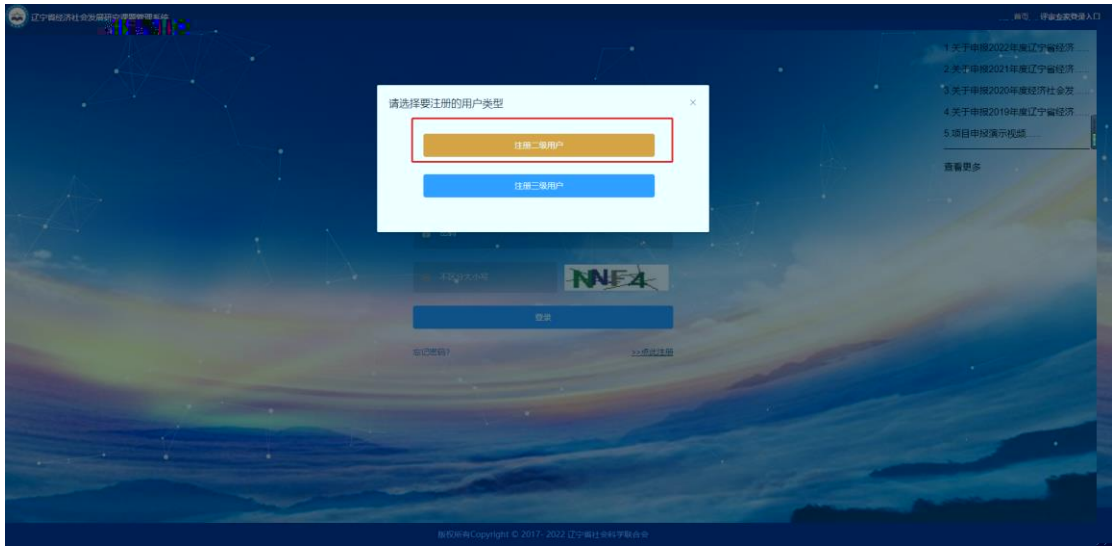 辽宁省经济社会发展研究课题管理系统
首页 评审专家登录入口
1.关于申报2022年度辽宁省经济......
2.关于申报2021年度辽宁省经济......
3.关于申报2020年度经济社会发......
4.关于申报2019年度辽宁省经济......
5.项目申报演示视频......
查看更多
请选择要注册的用户类型 ×
注册二级用户
注册三级用户
不区分大小写 NNF4
登录
忘记密码? >>点此注册
版权所有Copyright © 2017- 2022 辽宁省社会科学联合会